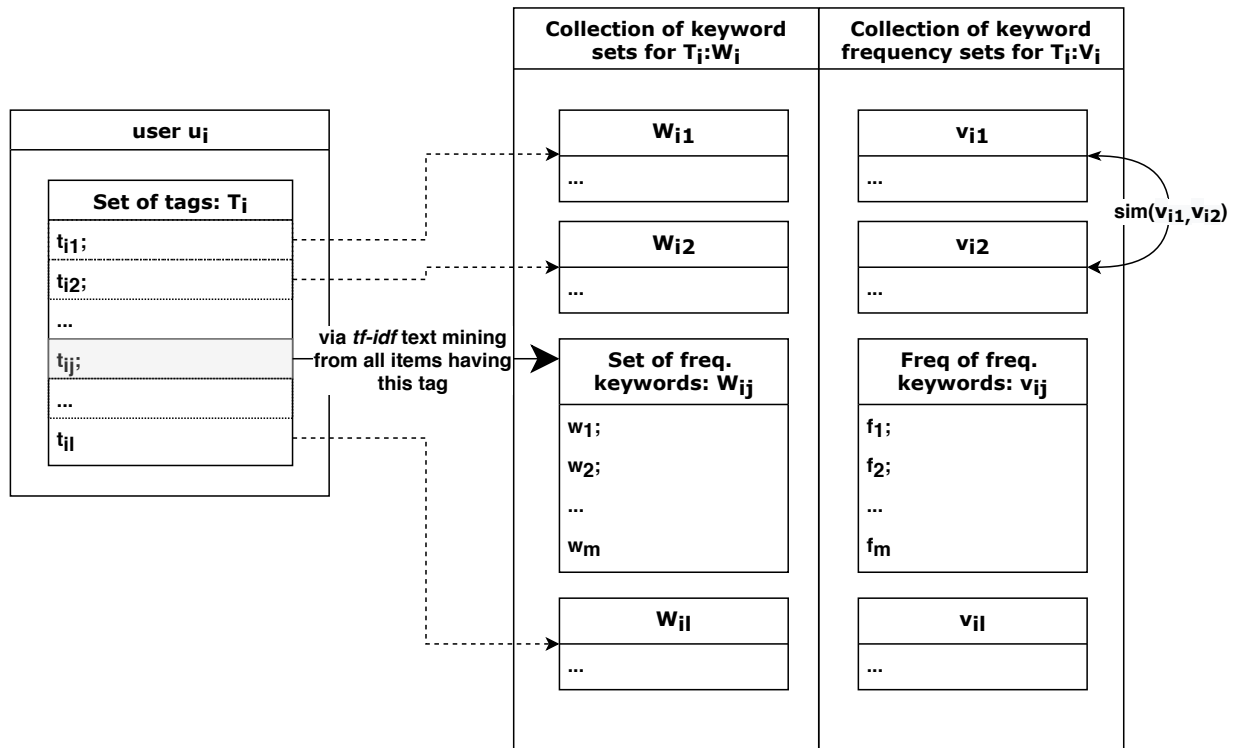 Collection of keyword
sets for Ti:Wi
Collection of keyword
frequency sets for Ti:Vi
user ui
Set of tags: Ti
ti1;
ti2;
...
tij;
...
til
via tf-idf text mining
from all items having
this tag
Wi1
...
Wi2
...
Set of freq.
keywords: Wij
w1;
w2;
...
wm
Wil
...
vi1
...
vi2
...
sim(vi1,vi2)
Freq of freq.
keywords: vij
f1;
f2;
...
fm
vil
...